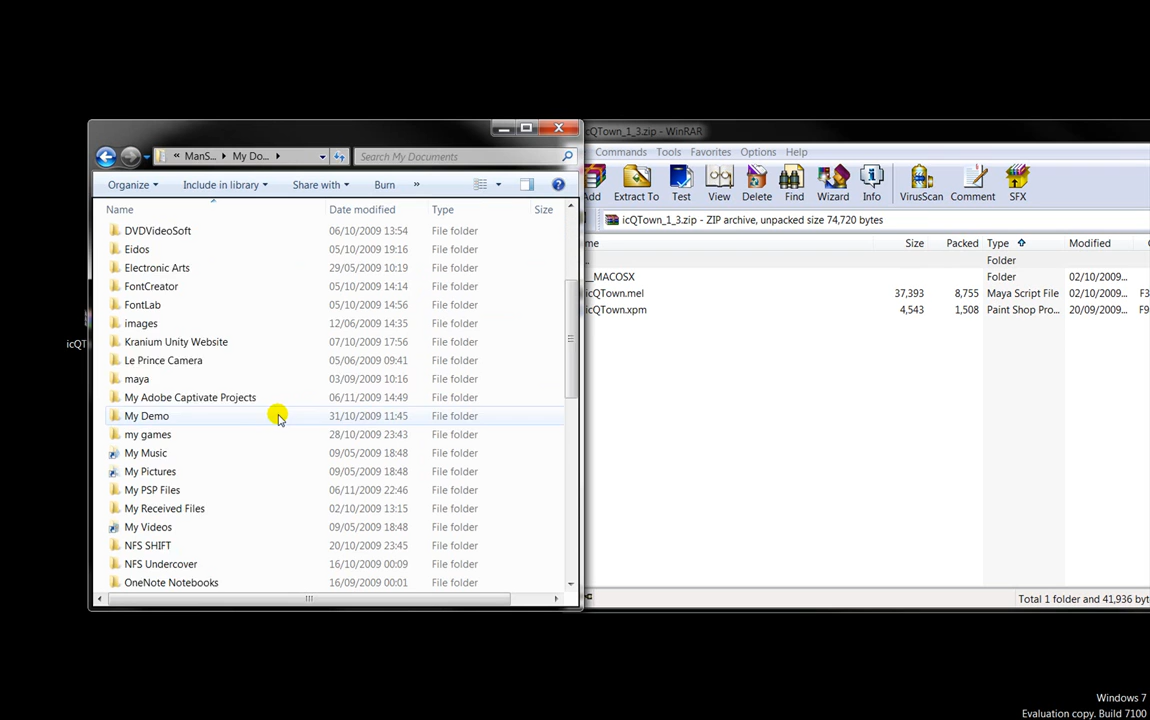 icQTown_1_3.zip - WinRAR
Commands Tools Favorites Options Help
« ManS... My Do... Search My Documents
Organize Include in library Share with Burn »
Add Extract To Test View Delete Find Wizard Info VirusScan Comment SFX
icQTown_1_3.zip - ZIP archive, unpacked size 74,720 bytes
Name Date modified Type Size
DVDVideoSoft 06/10/2009 13:54 File folder
Eidos 05/10/2009 19:16 File folder
Electronic Arts 29/05/2009 10:19 File folder
FontCreator 05/10/2009 14:14 File folder
FontLab 05/10/2009 14:56 File folder
images 12/06/2009 14:35 File folder
Kranium Unity Website 07/10/2009 17:56 File folder
Le Prince Camera 05/06/2009 09:41 File folder
maya 03/09/2009 10:16 File folder
My Adobe Captivate Projects 06/11/2009 14:49 File folder
My Demo 31/10/2009 11:45 File folder
my games 28/10/2009 23:43 File folder
My Music 09/05/2009 18:48 File folder
My Pictures 09/05/2009 18:48 File folder
My PSP Files 06/11/2009 22:46 File folder
My Received Files 02/10/2009 13:15 File folder
My Videos 09/05/2009 18:48 File folder
NFS SHIFT 20/10/2009 23:45 File folder
NFS Undercover 16/10/2009 00:09 File folder
OneNote Notebooks 16/09/2009 00:01 File folder
me Size Packed Type Modified C
.. Folder
__MACOSX Folder 02/10/2009...
icQTown.mel 37,393 8,755 Maya Script File 02/10/2009... F3
icQTown.xpm 4,543 1,508 Paint Shop Pro... 20/09/2009... F9
Total 1 folder and 41,936 byt
icQT
Windows 7
Evaluation copy. Build 7100